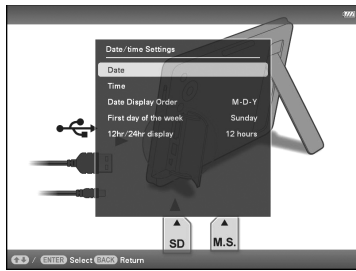 Date/time Settings
Date
Time
Date Display Order M-D-Y
First day of the week Sunday
12hr/24hr display 12 hours
SD
M.S.
/ ENTER Select BACK Return